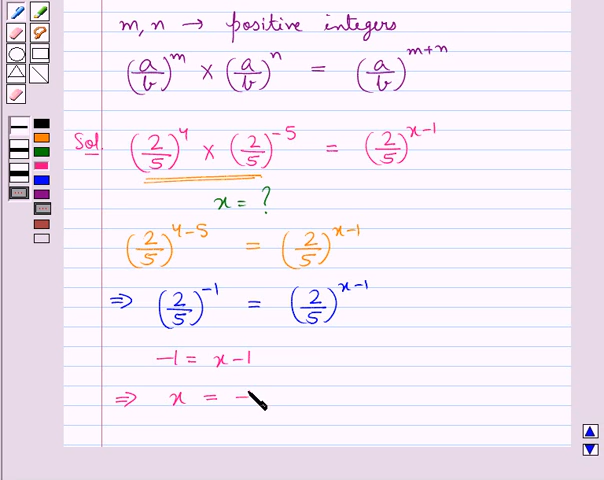 m, n → positive integers
(a/b)^m × (a/b)^n = (a/b)^{m+n}
Sol. (2/5)^4 × (2/5)^{-5} = (2/5)^{x-1}
x = ?
(2/5)^{4-5} = (2/5)^{x-1}
⇒ (2/5)^{-1} = (2/5)^{x-1}
-1 = x-1
⇒ x = -